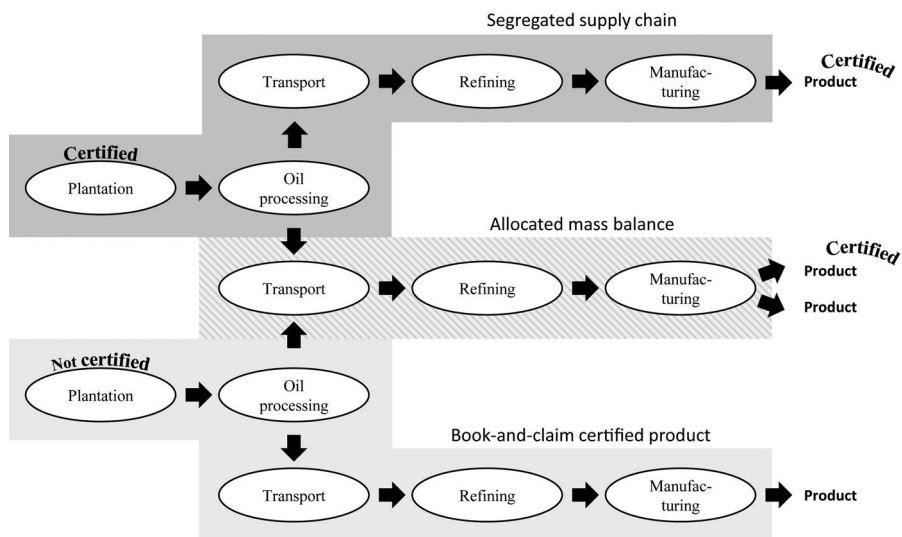 Segregated supply chain
Certified
Transport
Refining
Manufac-
turing
Product
Certified
Plantation
Oil
processing
Allocated mass balance
Certified
Transport
Refining
Manufac-
turing
Product
Product
Not certified
Plantation
Oil
processing
Book-and-claim certified product
Transport
Refining
Manufac-
turing
Product